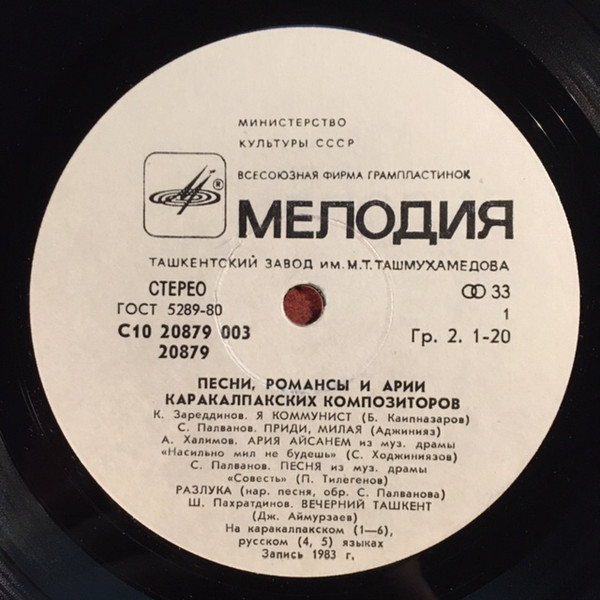 МИНИСТЕРСТВО
КУЛЬТУРЫ СССР
ВСЕСОЮЗНАЯ ФИРМА ГРАМПЛАСТИНОК
®
МЕЛОДИЯ
ТАШКЕНТСКИЙ ЗАВОД им. М.Т. ТАШМУХАМЕДОВА
СТЕРЕО
33
ГОСТ 5289-80
1
С10 20879 003
Гр. 2. 1-20
20879
ПЕСНИ, РОМАНСЫ И АРИИ
КАРАКАЛПАКСКИХ КОМПОЗИТОРОВ
К. Зареддинов. Я КОММУНИСТ (Б. Каипназаров)
С. Палванов. ПРИДИ, МИЛАЯ (Аджинияз)
А. Халимов. АРИЯ АЙСАНЕМ из муз. драмы
«Насильно мил не будешь» (С. Ходжиниязов)
С. Палванов. ПЕСНЯ из муз. драмы
«Совесть» (П. Тилегенов)
РАЗЛУКА (нар. песня, обр. С. Палванова)
Ш. Пахратдинов. ВЕЧЕРНИЙ ТАШКЕНТ
(Дж. Аймурзаев)
На каракалпакском (1—6),
русском (4, 5) языках
Запись 1983 г.